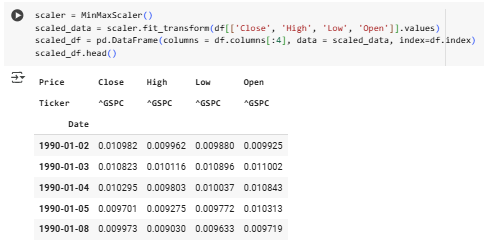 scaler = MinMaxScaler()
scaled_data = scaler.fit_transform(df[['Close', 'High', 'Low', 'Open']].values)
scaled_df = pd.DataFrame(columns = df.columns[:4], data = scaled_data, index=df.index)
scaled_df.head()
Price Close High Low Open
Ticker ^GSPC ^GSPC ^GSPC ^GSPC
Date
1990-01-02 0.010982 0.009962 0.009880 0.009925
1990-01-03 0.010823 0.010116 0.010896 0.011002
1990-01-04 0.010295 0.009803 0.010037 0.010843
1990-01-05 0.009701 0.009275 0.009772 0.010313
1990-01-08 0.009973 0.009030 0.009633 0.009719